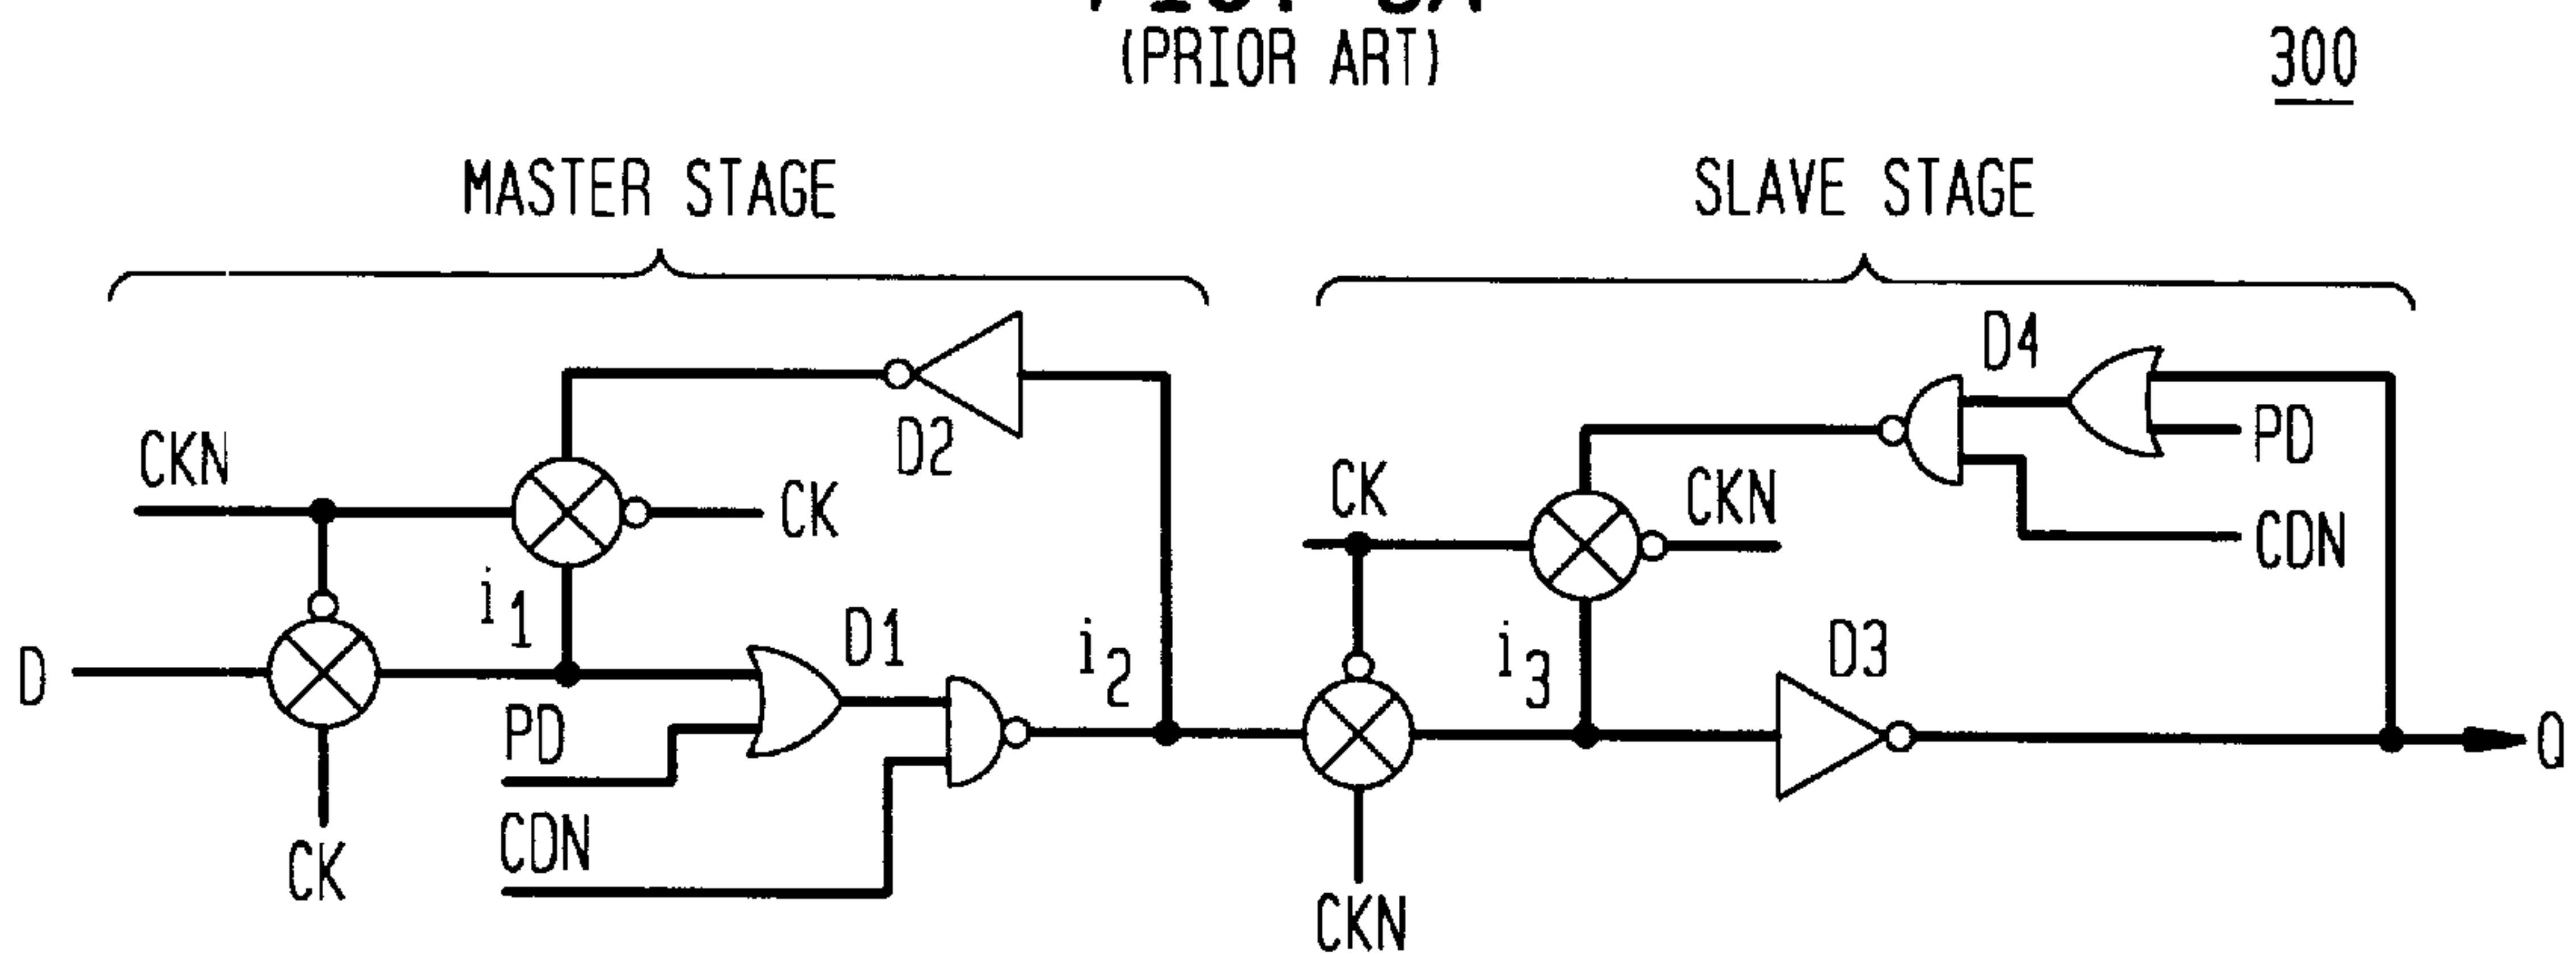 (PRIOR ART)
300
MASTER STAGE
SLAVE STAGE
D4
D2
PD
CKN
CK
CK
CKN
CDN
i1
D1
i2
i3
D3
D
PD
Q
CDN
CK
CKN